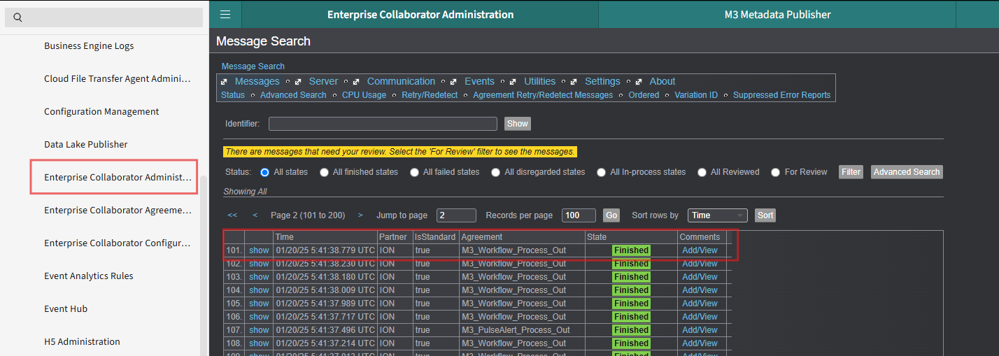 Enterprise Collaborator Administration
M3 Metadata Publisher
Business Engine Logs
Cloud File Transfer Agent Admini...
Configuration Management
Data Lake Publisher
Enterprise Collaborator Administ...
Enterprise Collaborator Agreeme...
Enterprise Collaborator Configur...
Event Analytics Rules
Event Hub
H5 Administration
Message Search
Message Search
Messages Server Communication Events Utilities Settings About
Status Advanced Search CPU Usage Retry/Redetect Agreement Retry/Redetect Messages Ordered Variation ID Suppressed Error Reports
Identifier: Show
There are messages that need your review. Select the 'For Review' filter to see the messages.
Status: All states All finished states All failed states All disregarded states All In-process states All Reviewed For Review Filter Advanced Search
Showing All
<< < Page 2 (101 to 200) > Jump to page 2 Records per page 100 Go Sort rows by Time Sort
Time Partner IsStandard Agreement State Comments
101. show 01/20/25 5:41:38.779 UTC ION true M3_Workflow_Process_Out Finished Add/View
102. show 01/20/25 5:41:38.230 UTC ION true M3_Workflow_Process_Out Finished Add/View
103. show 01/20/25 5:41:38.180 UTC ION true M3_Workflow_Process_Out Finished Add/View
104. show 01/20/25 5:41:38.009 UTC ION true M3_Workflow_Process_Out Finished Add/View
105. show 01/20/25 5:41:37.989 UTC ION true M3_Workflow_Process_Out Finished Add/View
106. show 01/20/25 5:41:37.717 UTC ION true M3_Workflow_Process_Out Finished Add/View
107. show 01/20/25 5:41:37.496 UTC ION true M3_PulseAlert_Process_Out Finished Add/View
108. show 01/20/25 5:41:37.214 UTC ION true M3_Workflow_Process_Out Finished Add/View